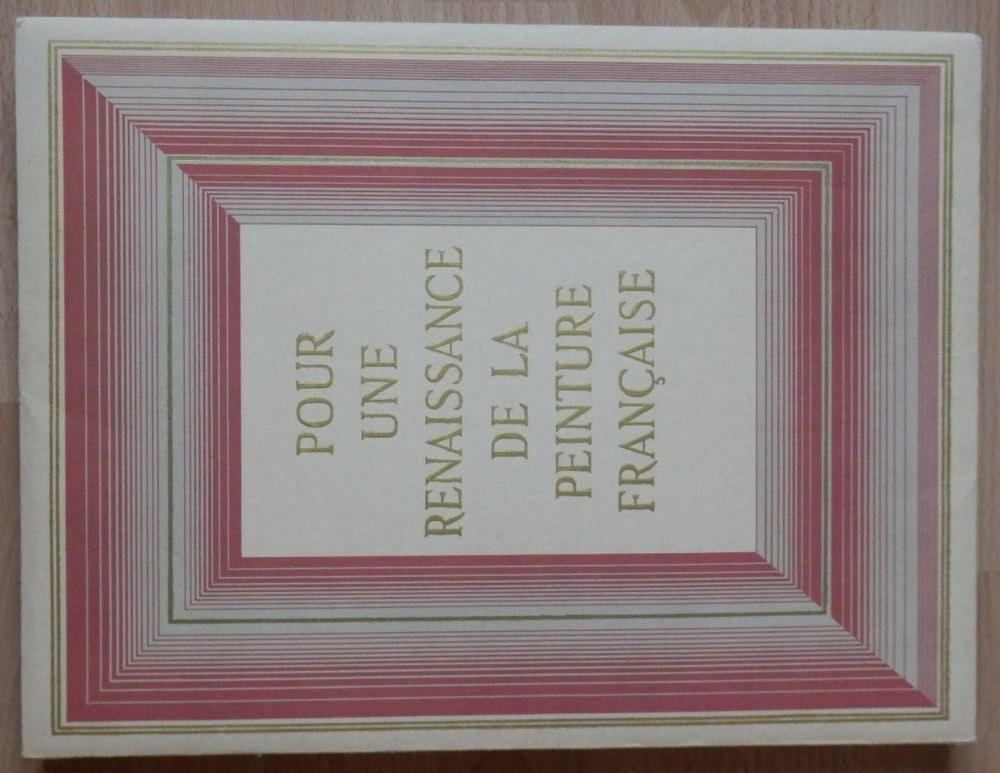 POUR
UNE
RENAISSANCE
DE LA
PEINTURE
FRANÇAISE